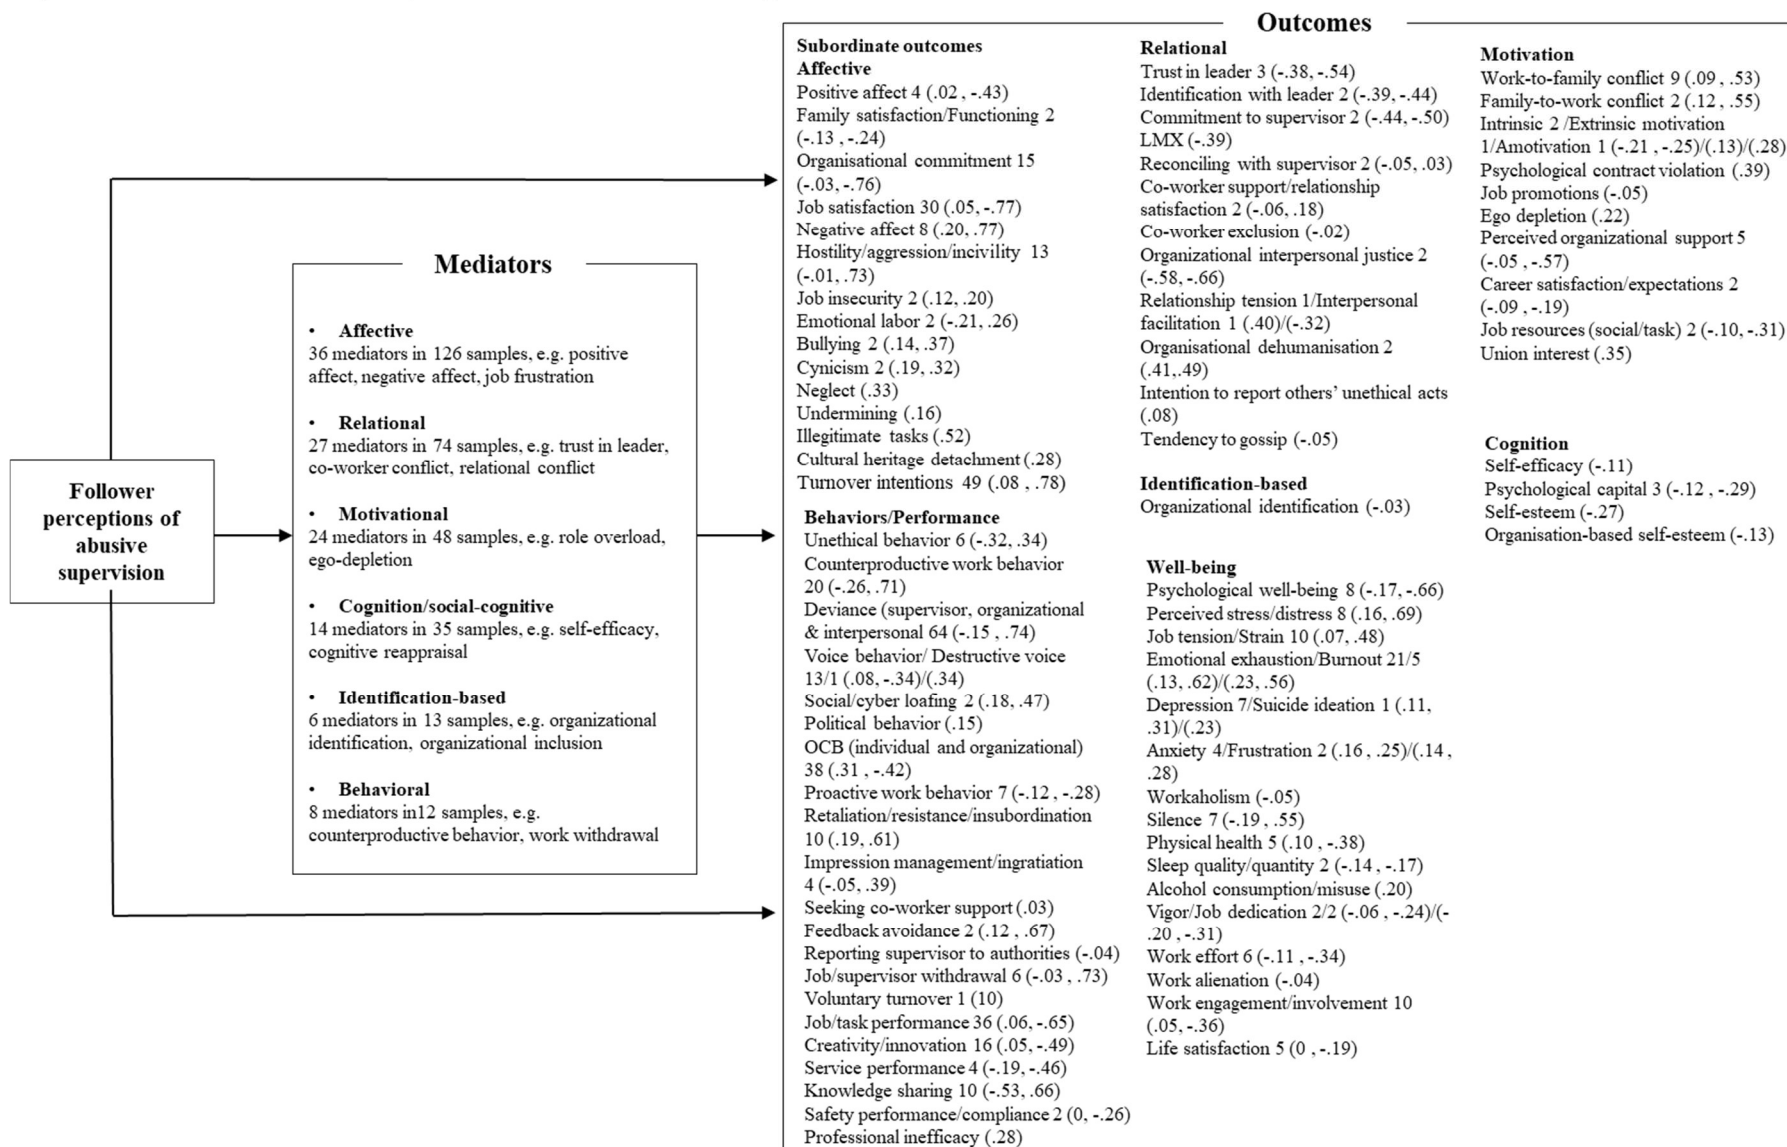 Follower
perceptions of
abusive
supervision
Mediators
• Affective
36 mediators in 126 samples, e.g. positive
affect, negative affect, job frustration
• Relational
27 mediators in 74 samples, e.g. trust in leader,
co-worker conflict, relational conflict
• Motivational
24 mediators in 48 samples, e.g. role overload,
ego-depletion
• Cognition/social-cognitive
14 mediators in 35 samples, e.g. self-efficacy,
cognitive reappraisal
• Identification-based
6 mediators in 13 samples, e.g. organizational
identification, organizational inclusion
• Behavioral
8 mediators in12 samples, e.g.
counterproductive behavior, work withdrawal
Outcomes
Subordinate outcomes
Affective
Positive affect 4 (.02 , -.43)
Family satisfaction/Functioning 2
(-.13 , -.24)
Organisational commitment 15
(-.03, -.76)
Job satisfaction 30 (.05, -.77)
Negative affect 8 (.20, .77)
Hostility/aggression/incivility 13
(-.01, .73)
Job insecurity 2 (.12, .20)
Emotional labor 2 (-.21, .26)
Bullying 2 (.14, .37)
Cynicism 2 (.19, .32)
Neglect (.33)
Undermining (.16)
Illegitimate tasks (.52)
Cultural heritage detachment (.28)
Turnover intentions 49 (.08 , .78)
Behaviors/Performance
Unethical behavior 6 (-.32, .34)
Counterproductive work behavior
20 (-.26, .71)
Deviance (supervisor, organizational
& interpersonal 64 (-.15 , .74)
Voice behavior/ Destructive voice
13/1 (.08, -.34)/(.34)
Social/cyber loafing 2 (.18, .47)
Political behavior (.15)
OCB (individual and organizational)
38 (.31 , -.42)
Proactive work behavior 7 (-.12 , -.28)
Retaliation/resistance/insubordination
10 (.19, .61)
Impression management/ingratiation
4 (-.05, .39)
Seeking co-worker support (.03)
Feedback avoidance 2 (.12 , .67)
Reporting supervisor to authorities (-.04)
Job/supervisor withdrawal 6 (-.03 , .73)
Voluntary turnover 1 (10)
Job/task performance 36 (.06, -.65)
Creativity/innovation 16 (.05, -.49)
Service performance 4 (-.19, -.46)
Knowledge sharing 10 (-.53, .66)
Safety performance/compliance 2 (0, -.26)
Professional inefficacy (.28)
Relational
Trust in leader 3 (-.38, -.54)
Identification with leader 2 (-.39, -.44)
Commitment to supervisor 2 (-.44, -.50)
LMX (-.39)
Reconciling with supervisor 2 (-.05, .03)
Co-worker support/relationship
satisfaction 2 (-.06, .18)
Co-worker exclusion (-.02)
Organizational interpersonal justice 2
(-.58, -.66)
Relationship tension 1/Interpersonal
facilitation 1 (.40)/(-.32)
Organisational dehumanisation 2
(.41,.49)
Intention to report others' unethical acts
(.08)
Tendency to gossip (-.05)
Identification-based
Organizational identification (-.03)
Well-being
Psychological well-being 8 (-.17, -.66)
Perceived stress/distress 8 (.16, .69)
Job tension/Strain 10 (.07, .48)
Emotional exhaustion/Burnout 21/5
(.13, .62)/(.23, .56)
Depression 7/Suicide ideation 1 (.11,
.31)/(.23)
Anxiety 4/Frustration 2 (.16 , .25)/(.14 ,
.28)
Workaholism (-.05)
Silence 7 (-.19 , .55)
Physical health 5 (.10 , -.38)
Sleep quality/quantity 2 (-.14 , -.17)
Alcohol consumption/misuse (.20)
Vigor/Job dedication 2/2 (-.06 , -.24)/(-
.20 , -.31)
Work effort 6 (-.11 , -.34)
Work alienation (-.04)
Work engagement/involvement 10
(.05, -.36)
Life satisfaction 5 (0 , -.19)
Motivation
Work-to-family conflict 9 (.09 , .53)
Family-to-work conflict 2 (.12 , .55)
Intrinsic 2 /Extrinsic motivation
1/Amotivation 1 (-.21 , -.25)/(.13)/(.28)
Psychological contract violation (.39)
Job promotions (-.05)
Ego depletion (.22)
Perceived organizational support 5
(-.05 , -.57)
Career satisfaction/expectations 2
(-.09 , -.19)
Job resources (social/task) 2 (-.10, -.31)
Union interest (.35)
Cognition
Self-efficacy (-.11)
Psychological capital 3 (-.12 , -.29)
Self-esteem (-.27)
Organisation-based self-esteem (-.13)